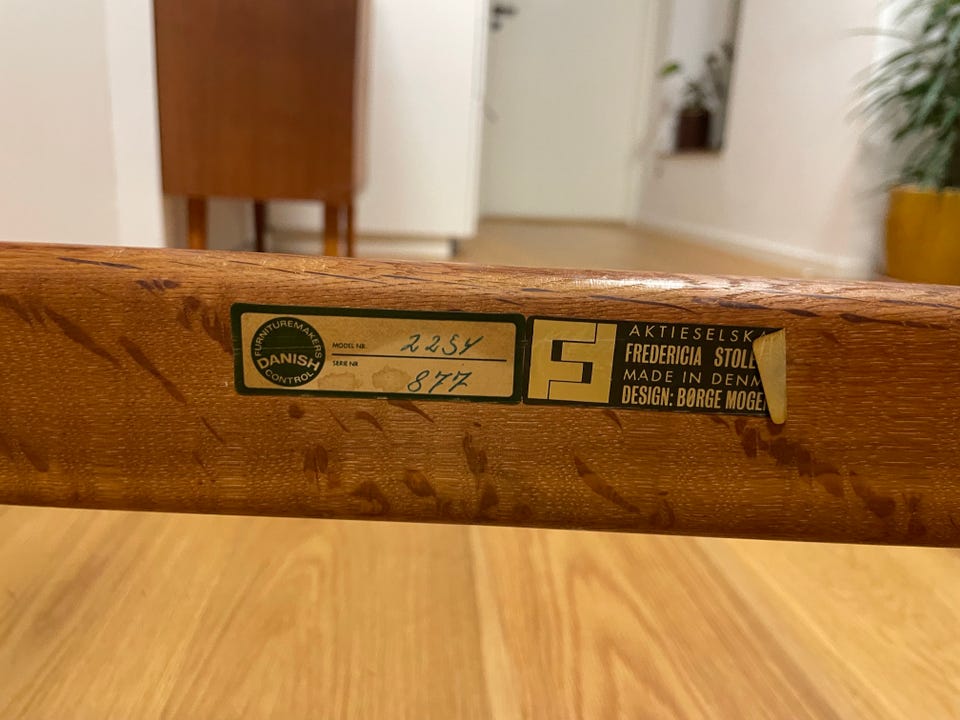 FURNITUREMAKERS
DANISH
CONTROL
MODEL NR. 2254
SERIE NR 877
AKTIESELSKA
FREDERICIA STOLE
MADE IN DENM
DESIGN: BØRGE MOGE